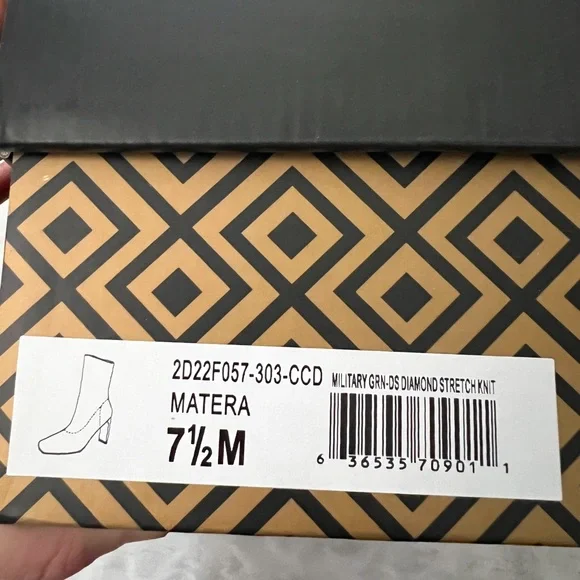 2D22F057-303-CCD
MILITARY GRN-DS DIAMOND STRETCH KNIT
MATERA
7½M
6 36535 70901 1